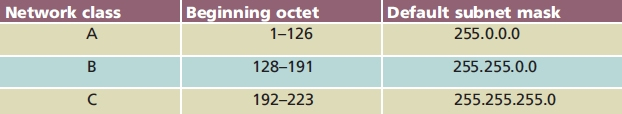 Network class Beginning octet Default subnet mask
A 1–126 255.0.0.0
B 128–191 255.255.0.0
C 192–223 255.255.255.0